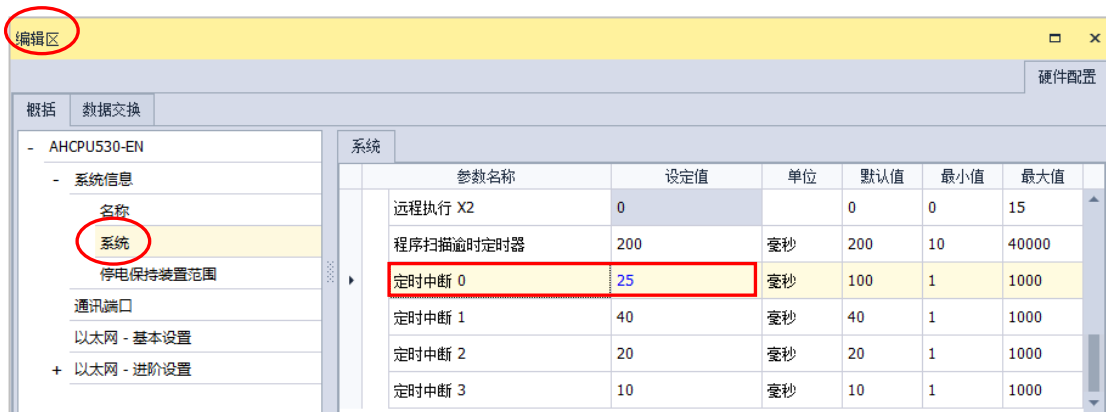 编辑区
硬件配置
概括 数据交换
- AHCPU530-EN
- 系统信息
名称
系统
停电保持装置范围
通讯端口
以太网 - 基本设置
+ 以太网 - 进阶设置
系统
参数名称 设定值 单位 默认值 最小值 最大值
远程执行 X2 0 0 0 15
程序扫描逾时定时器 200 毫秒 200 10 40000
定时中断 0 25 毫秒 100 1 1000
定时中断 1 40 毫秒 40 1 1000
定时中断 2 20 毫秒 20 1 1000
定时中断 3 10 毫秒 10 1 1000